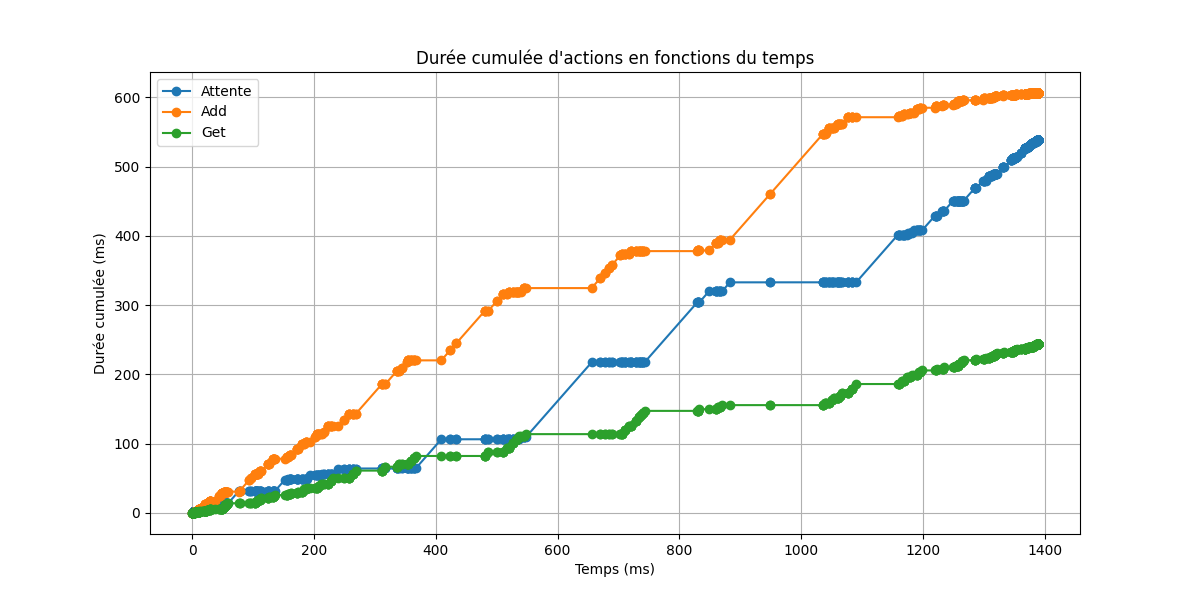 Durée cumulée d'actions en fonctions du temps
Attente
Add
Get
600
500
400
300
200
100
0
Durée cumulée (ms)
0 200 400 600 800 1000 1200 1400
Temps (ms)